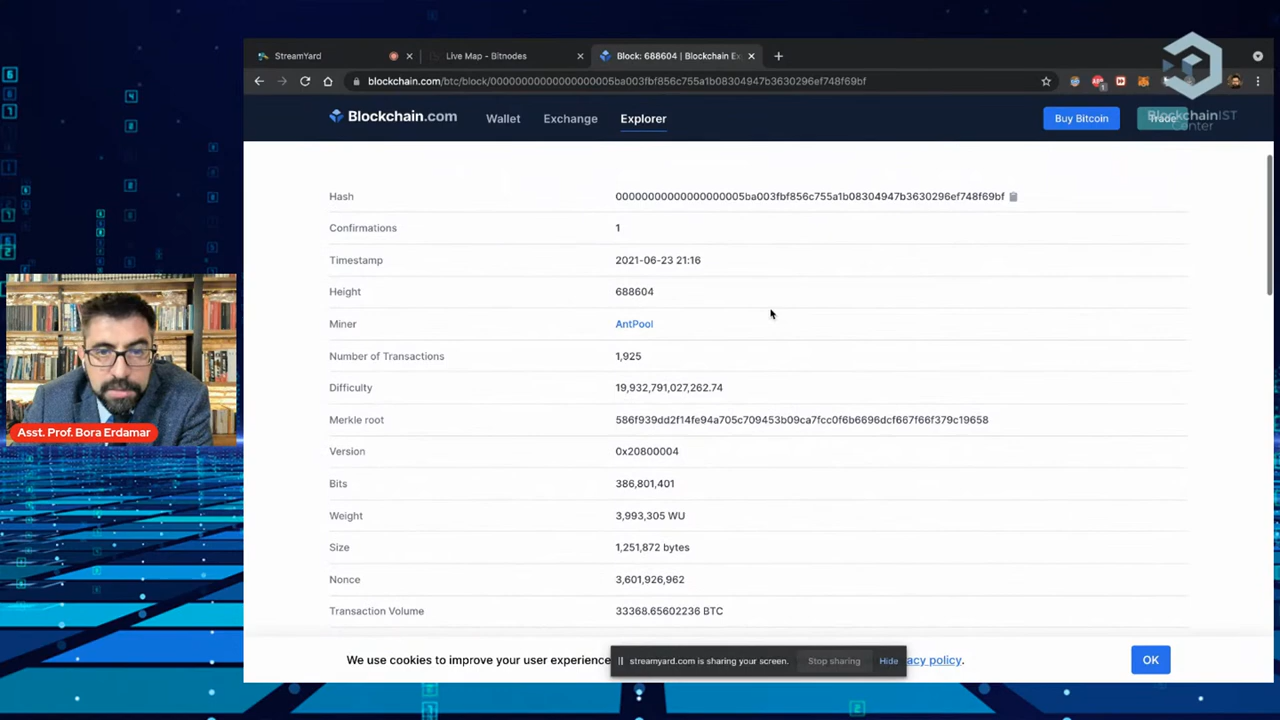 StreamYard
Live Map - Bitnodes
Block: 688604 | Blockchain Ex
blockchain.com/btc/block/00000000000000000005ba003fbf856c755a1b08304947b3630296ef748f69bf
Blockchain.com Wallet Exchange Explorer
Buy Bitcoin
Trade
BlockchainIST
Center
Hash 00000000000000000005ba003fbf856c755a1b08304947b3630296ef748f69bf
Confirmations 1
Timestamp 2021-06-23 21:16
Height 688604
Miner AntPool
Number of Transactions 1,925
Difficulty 19,932,791,027,262.74
Merkle root 586f939dd2f14fe94a705c709453b09ca7fcc0f6b6696dcf667f66f379c19658
Version 0x20800004
Bits 386,801,401
Weight 3,993,305 WU
Size 1,251,872 bytes
Nonce 3,601,926,962
Transaction Volume 33368.65602236 BTC
Asst. Prof. Bora Erdamar
We use cookies to improve your user experience
acy policy.
OK
streamyard.com is sharing your screen. Stop sharing Hide